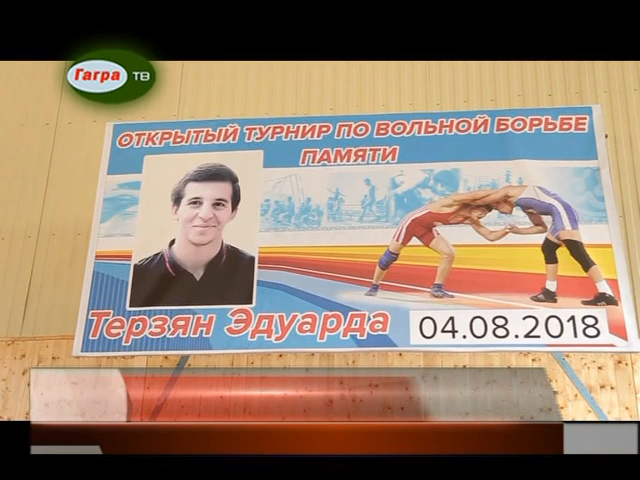 Гагра ТВ
ОТКРЫТЫЙ ТУРНИР ПО ВОЛЬНОЙ БОРЬБЕ
ПАМЯТИ
Терзян Эдуарда
04.08.2018